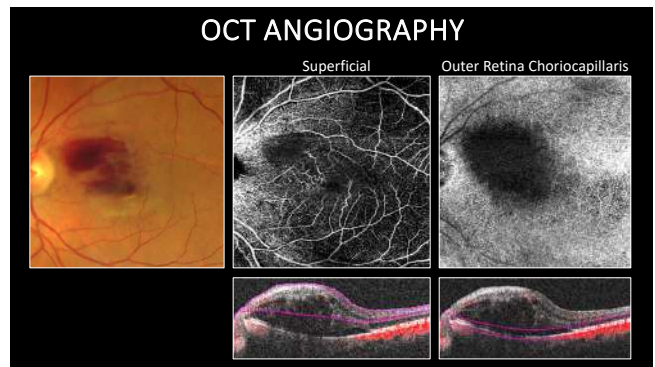 OCT ANGIOGRAPHY
Superficial
Outer Retina Choriocapillaris